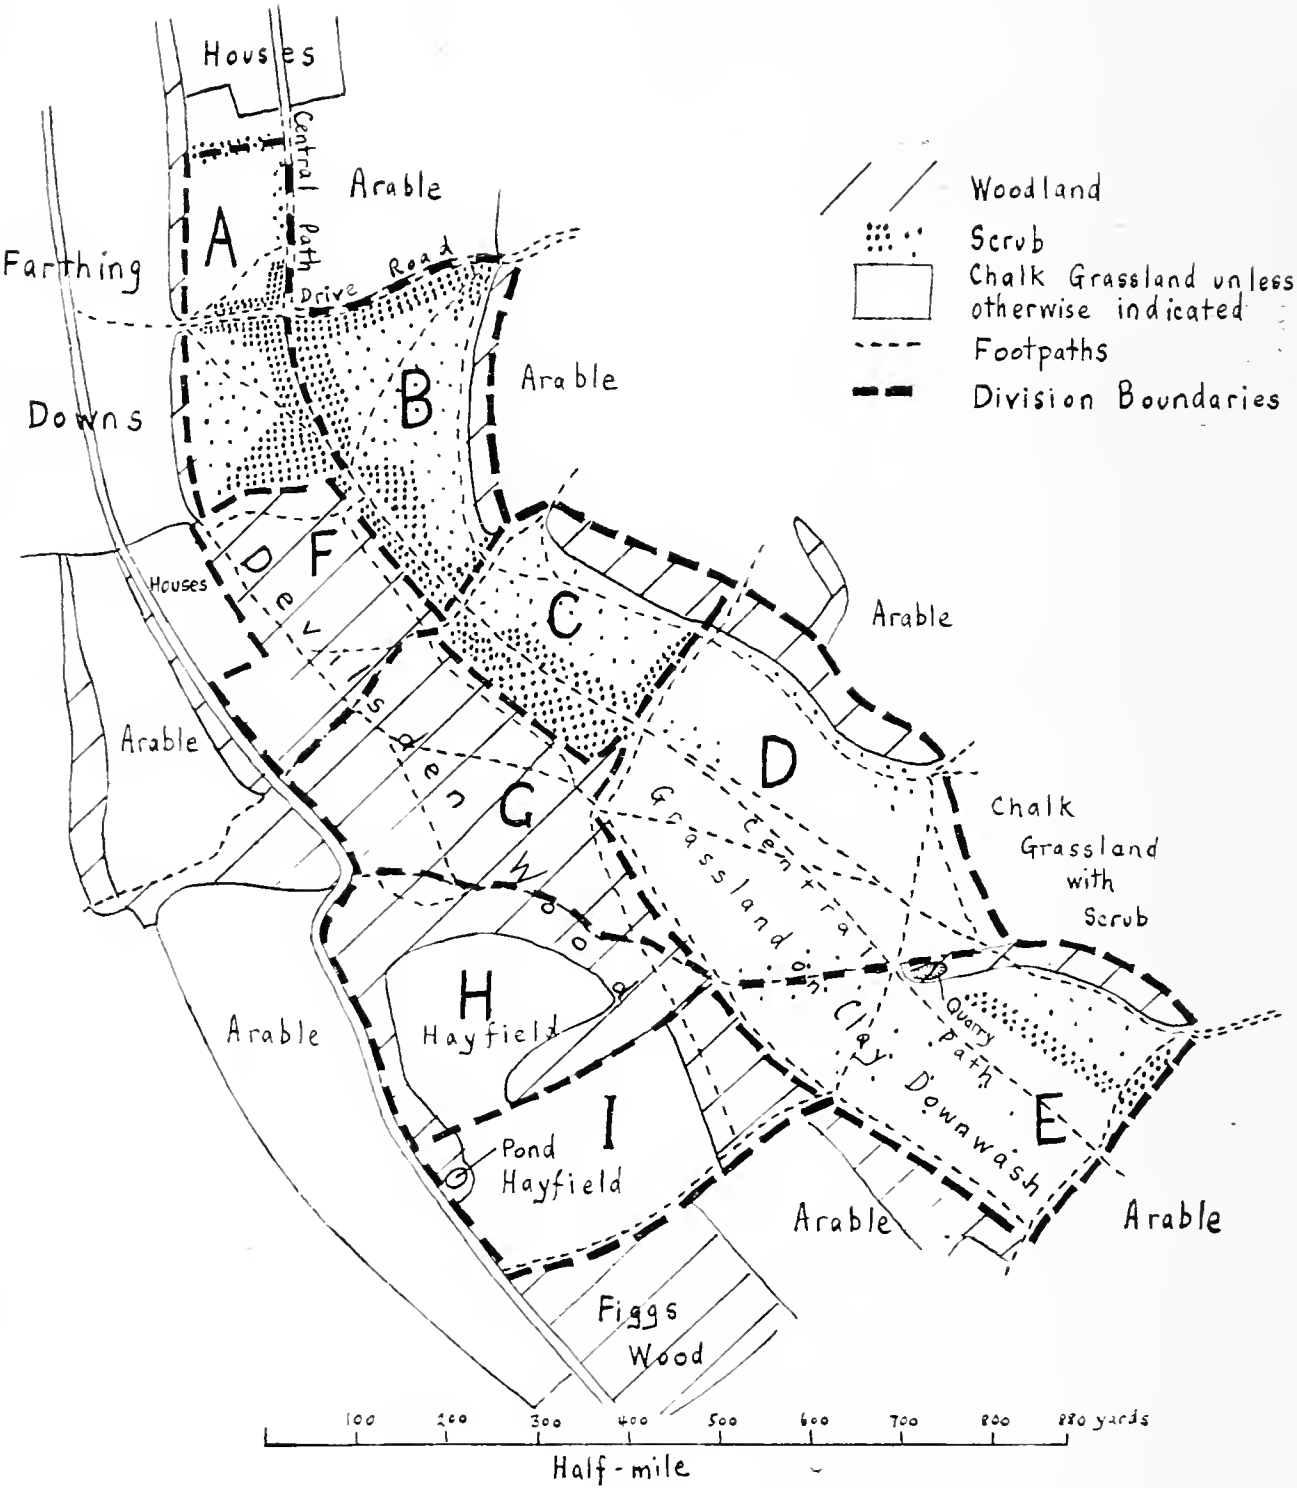 Houses
Central Path
Arable
A
Farthing
Downs
Drive Road
B
Arable
Woodland
Scrub
Chalk Grassland unless
otherwise indicated
Footpaths
Division Boundaries
F
Devilsden Wood
Houses
C
Arable
Arable
D
G
Grassland on Clay Downwash
Central Path
Chalk
Grassland
with
Scrub
H
Hayfield
Arable
Quarry
E
I
Pond
Hayfield
Arable
Arable
Figgs
Wood
100 200 300 400 500 600 700 800 880 yards
Half-mile